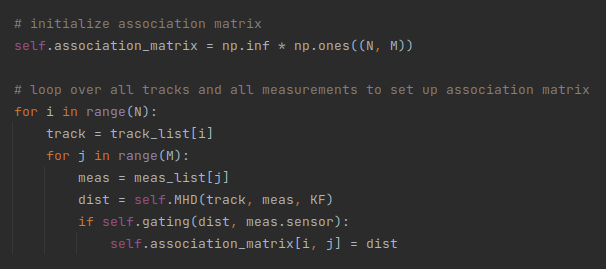 # initialize association matrix
self.association_matrix = np.inf * np.ones((N, M))

# loop over all tracks and all measurements to set up association matrix
for i in range(N):
    track = track_list[i]
    for j in range(M):
        meas = meas_list[j]
        dist = self.MHD(track, meas, KF)
        if self.gating(dist, meas.sensor):
            self.association_matrix[i, j] = dist